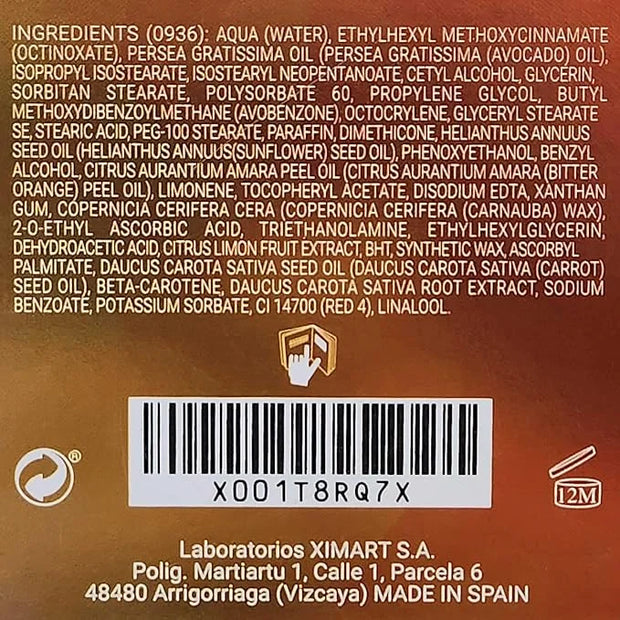 INGREDIENTS (0936): AQUA (WATER), ETHYLHEXYL METHOXYCINNAMATE
(OCTINOXATE), PERSEA GRATISSIMA OIL (PERSEA GRATISSIMA (AVOCADO) OIL),
ISOPROPYL ISOSTEARATE, ISOSTEARYL NEOPENTANOATE, CETYL ALCOHOL, GLYCERIN,
SORBITAN STEARATE, POLYSORBATE 60, PROPYLENE GLYCOL, BUTYL
METHOXYDIBENZOYLMETHANE (AVOBENZONE), OCTOCRYLENE, GLYCERYL STEARATE
SE, STEARIC ACID, PEG-100 STEARATE, PARAFFIN, DIMETHICONE, HELIANTHUS ANNUUS
SEED OIL (HELIANTHUS ANNUUS(SUNFLOWER) SEED OIL), PHENOXYETHANOL, BENZYL
ALCOHOL, CITRUS AURANTIUM AMARA PEEL OIL (CITRUS AURANTIUM AMARA (BITTER
ORANGE) PEEL OIL), LIMONENE, TOCOPHERYL ACETATE, DISODIUM EDTA, XANTHAN
GUM, COPERNICIA CERIFERA CERA (COPERNICIA CERIFERA (CARNAUBA) WAX),
2-O-ETHYL ASCORBIC ACID, TRIETHANOLAMINE, ETHYLHEXYLGLYCERIN,
DEHYDROACETIC ACID, CITRUS LIMON FRUIT EXTRACT, BHT, SYNTHETIC WAX, ASCORBYL
PALMITATE, DAUCUS CAROTA SATIVA SEED OIL (DAUCUS CAROTA SATIVA (CARROT)
SEED OIL), BETA-CAROTENE, DAUCUS CAROTA SATIVA ROOT EXTRACT, SODIUM
BENZOATE, POTASSIUM SORBATE, CI 14700 (RED 4), LINALOOL.
X001T8RQ7X
®
12M
Laboratorios XIMART S.A.
Polig. Martiartu 1, Calle 1, Parcela 6
48480 Arrigorriaga (Vizcaya) MADE IN SPAIN